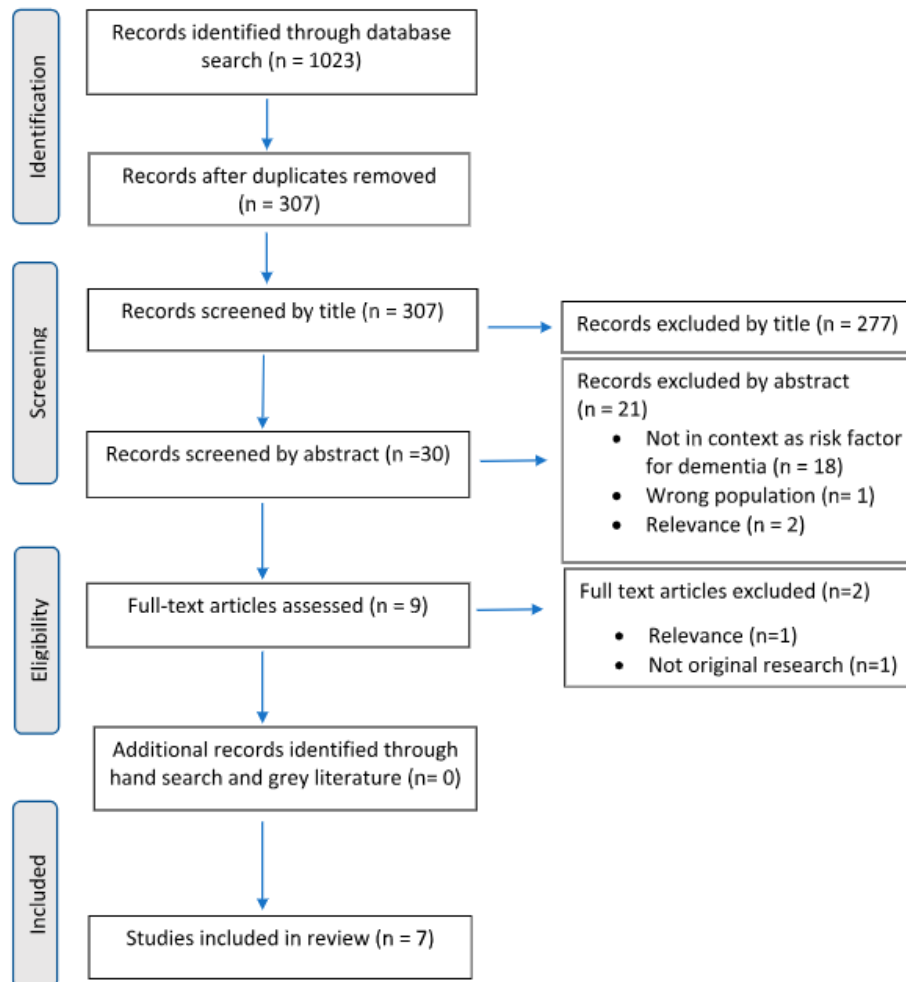 Identification
Records identified through database
search (n = 1023)
Records after duplicates removed
(n = 307)
Screening
Records screened by title (n = 307)
Records excluded by title (n = 277)
Records screened by abstract (n =30)
Records excluded by abstract
(n = 21)
• Not in context as risk factor
for dementia (n = 18)
• Wrong population (n= 1)
• Relevance (n = 2)
Eligibility
Full-text articles assessed (n = 9)
Full text articles excluded (n=2)
• Relevance (n=1)
• Not original research (n=1)
Additional records identified through
hand search and grey literature (n= 0)
Included
Studies included in review (n = 7)